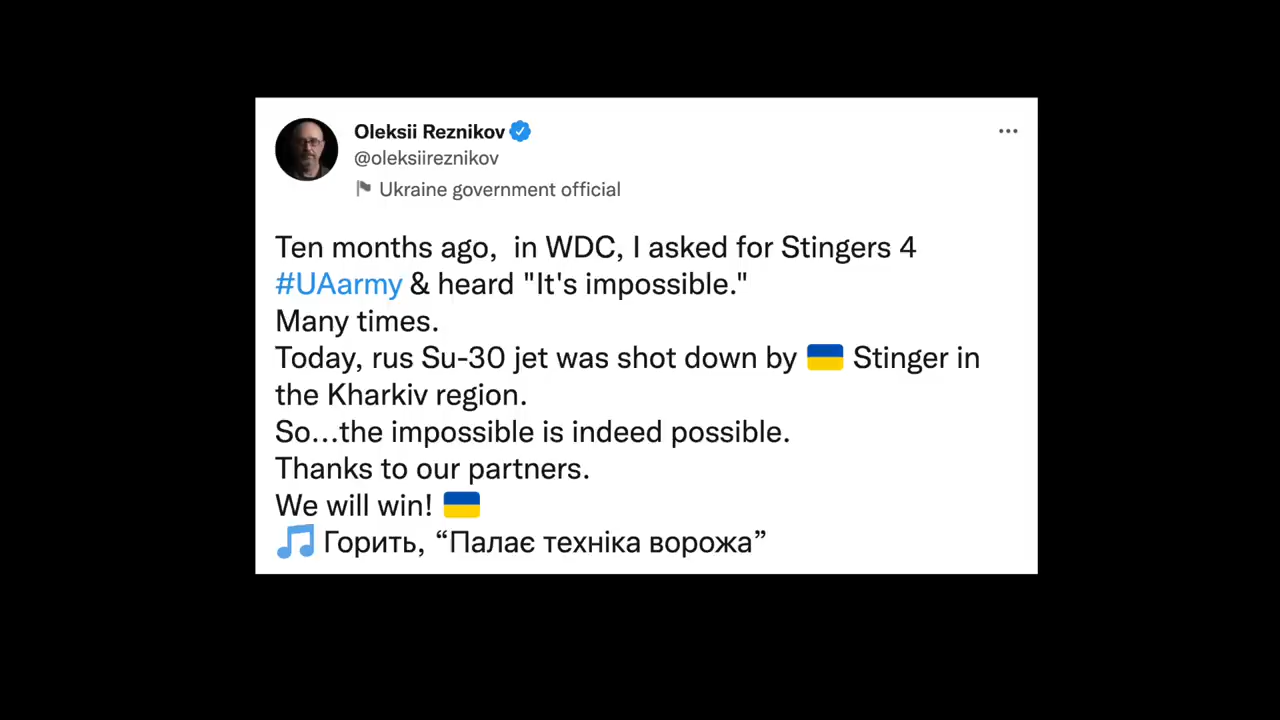 Oleksii Reznikov
@oleksiireznikov
Ukraine government official
Ten months ago,  in WDC, I asked for Stingers 4
#UAarmy & heard "It's impossible."
Many times.
Today, rus Su-30 jet was shot down by 🇺🇦 Stinger in
the Kharkiv region.
So...the impossible is indeed possible.
Thanks to our partners.
We will win! 🇺🇦
🎵 Горить, “Палає техніка ворожа”